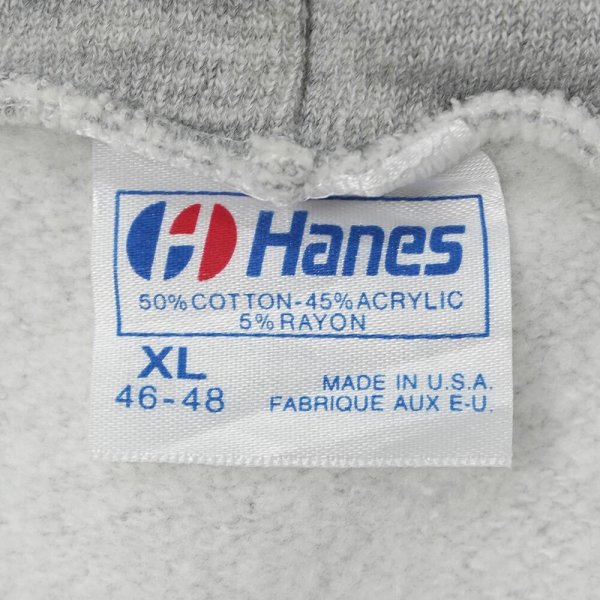 Hanes
50% COTTON-45% ACRYLIC
5% RAYON
XL
46-48
MADE IN U.S.A.
FABRIQUE AUX E-U.